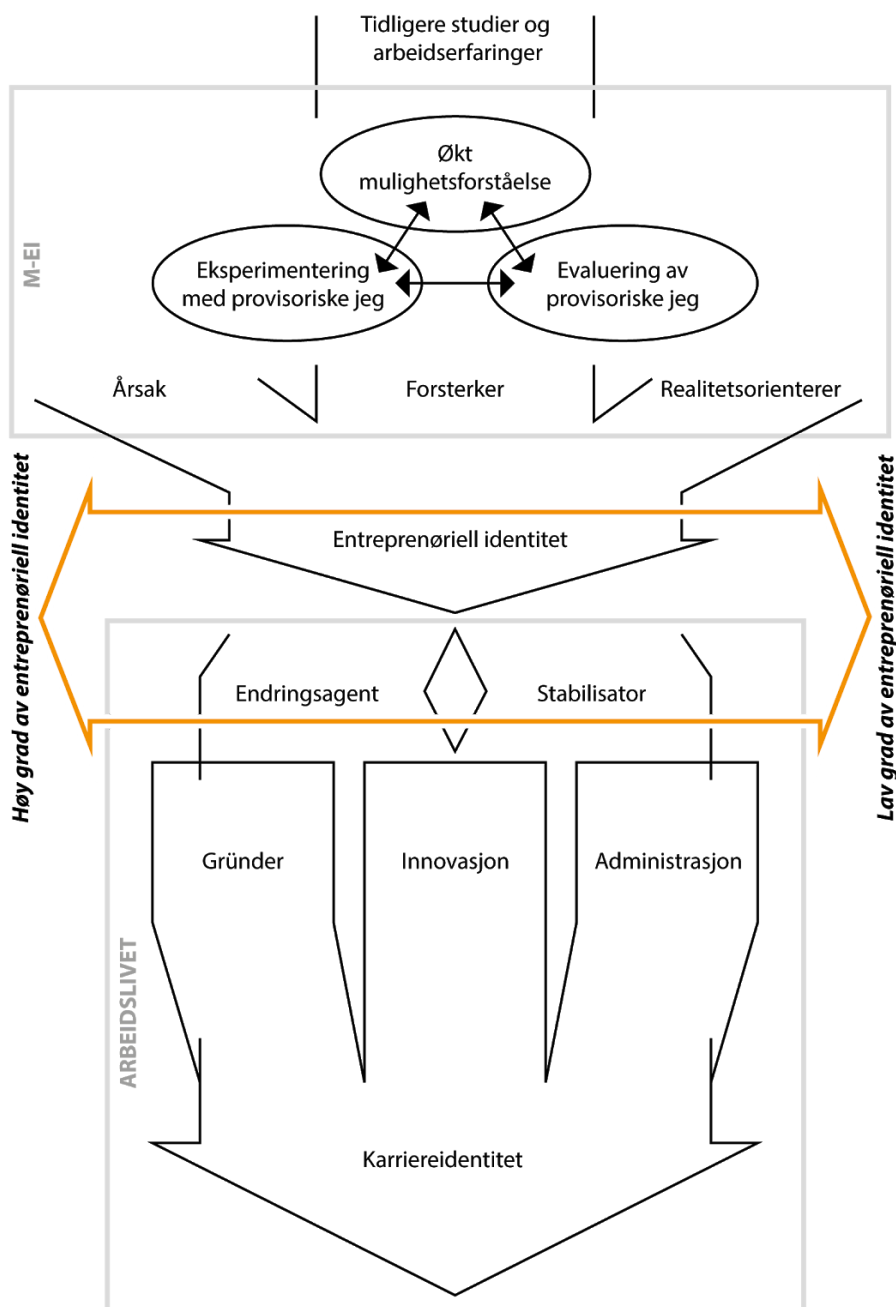 Tidligere studier og
arbeidserfaringer
Økt
mulighetsforståelse
M-EI
Eksperimentering
med provisoriske jeg
Evaluering av
provisoriske jeg
Årsak
Forsterker
Realitetsorienterer
Høy grad av entreprenøriell identitet
Lav grad av entreprenøriell identitet
Entreprenøriell identitet
Endringsagent
Stabilisator
Gründer
Innovasjon
Administrasjon
ARBEIDSLIVET
Karriereidentitet